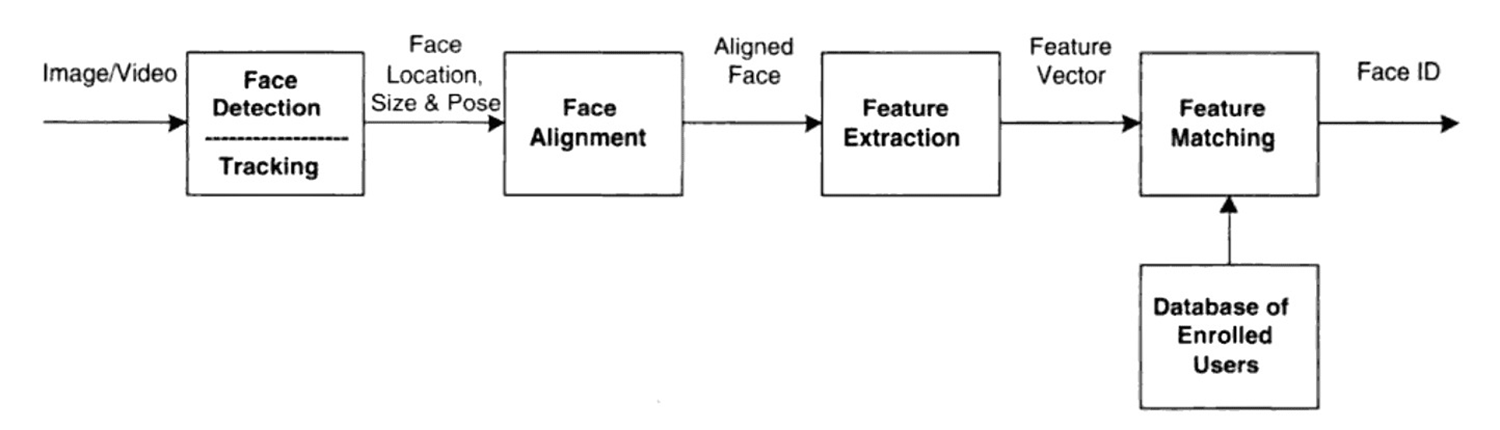 Image/Video
Face
Detection
Tracking
Face
Location,
Size & Pose
Face
Alignment
Aligned
Face
Feature
Extraction
Feature
Vector
Feature
Matching
Face ID
Database of
Enrolled
Users